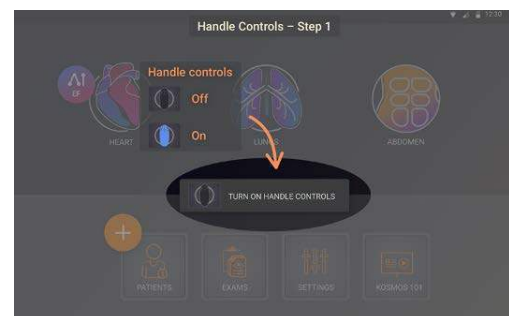 Handle Controls – Step 1
12:30
Handle controls
AI
EF
Off
On
HEART
LUNGS
ABDOMEN
TURN ON HANDLE CONTROLS
PATIENTS
EXAMS
SETTINGS
KOSMOS 101